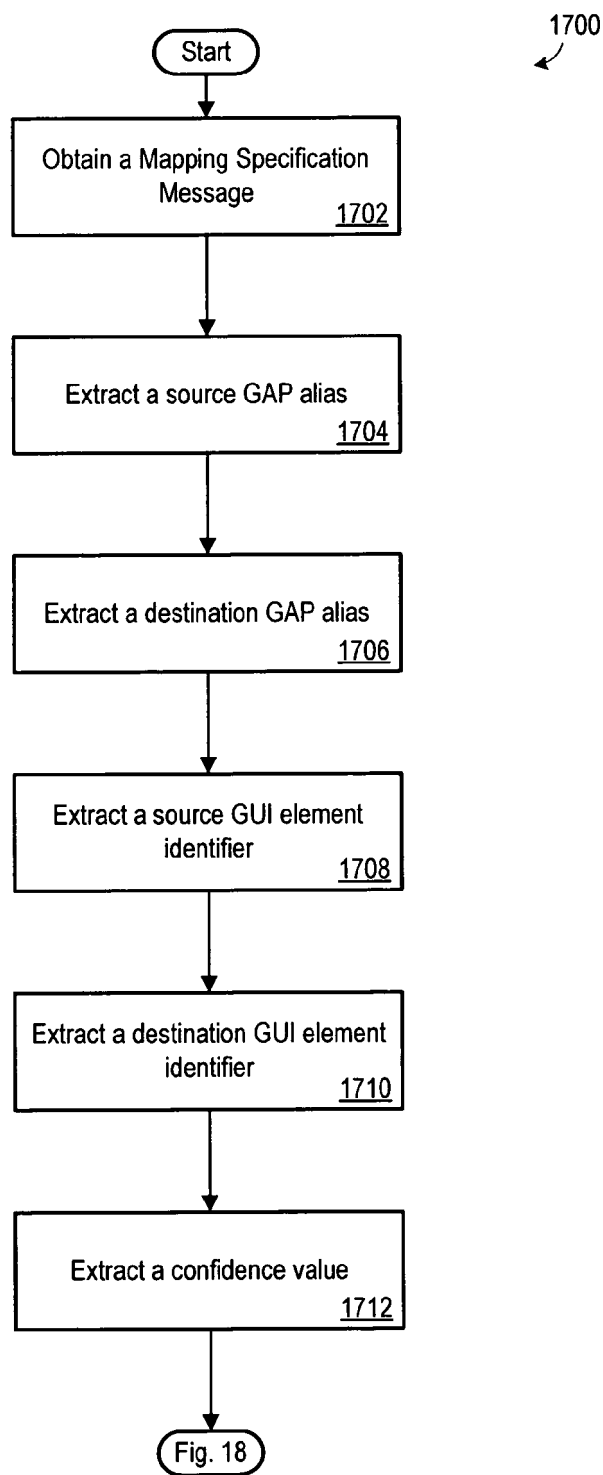 1700
Start
Obtain a Mapping Specification
Message
1702
Extract a source GAP alias
1704
Extract a destination GAP alias
1706
Extract a source GUI element
identifier
1708
Extract a destination GUI element
identifier
1710
Extract a confidence value
1712
Fig. 18